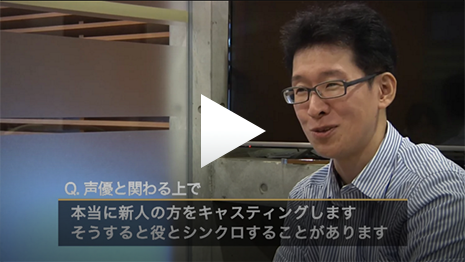 Q. 声優と関わる上で
本当に新人の方をキャスティングします
そうすると役とシンクロすることがあります